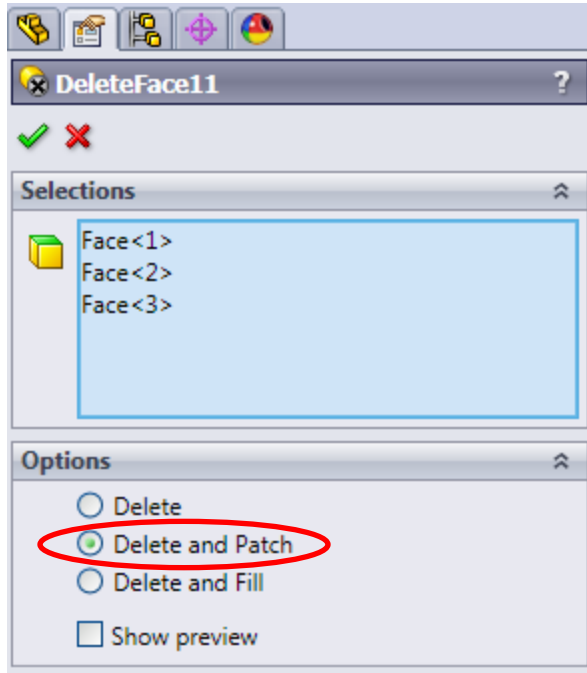 DeleteFace11 ?
Selections
Face<1>
Face<2>
Face<3>
Options
Delete
Delete and Patch
Delete and Fill
Show preview